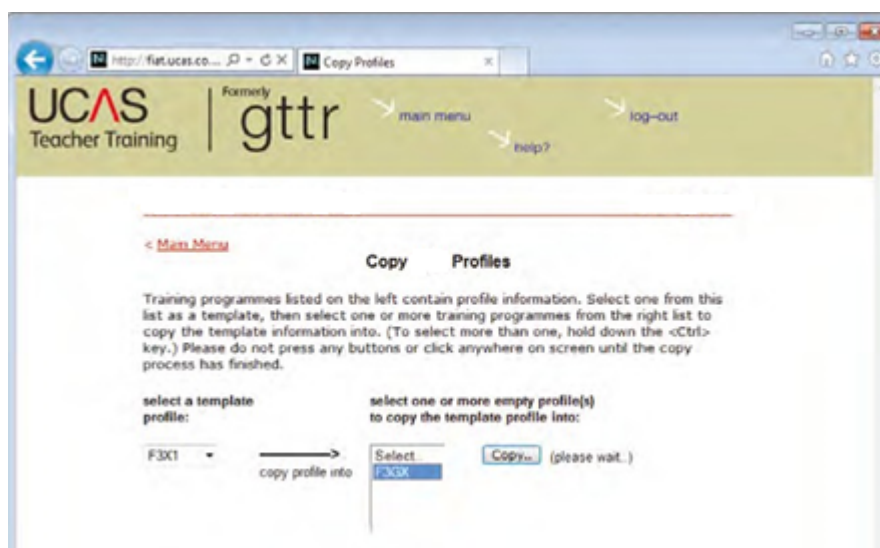 http://fiat.ucas.co... Copy Profiles
UCAS
Teacher Training
Formerly
gttr
main menu
log-out
help?
< Main Menu
Copy Profiles
Training programmes listed on the left contain profile information. Select one from this
list as a template, then select one or more training programmes from the right list to
copy the template information into. (To select more than one, hold down the <Ctrl>
key.) Please do not press any buttons or click anywhere on screen until the copy
process has finished.
select a template
profile:
select one or more empty profile(s)
to copy the template profile into:
F3X1
copy profile into
Select..
F3GX
Copy...
(please wait..)